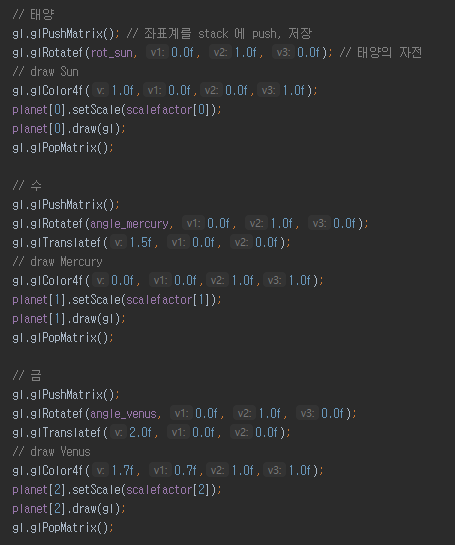 // 태양
gl.glPushMatrix(); // 좌표계를 stack 에 push, 저장
gl.glRotatef(rot_sun, v1: 0.0f, v2: 1.0f, v3: 0.0f); // 태양의 자전
// draw Sun
gl.glColor4f( v: 1.0f, v1: 0.0f, v2: 0.0f, v3: 1.0f);
planet[0].setScale(scalefactor[0]);
planet[0].draw(gl);
gl.glPopMatrix();

// 수
gl.glPushMatrix();
gl.glRotatef(angle_mercury, v1: 0.0f, v2: 1.0f, v3: 0.0f);
gl.glTranslatef( v: 1.5f, v1: 0.0f, v2: 0.0f);
// draw Mercury
gl.glColor4f( v: 0.0f, v1: 0.0f, v2: 1.0f, v3: 1.0f);
planet[1].setScale(scalefactor[1]);
planet[1].draw(gl);
gl.glPopMatrix();

// 금
gl.glPushMatrix();
gl.glRotatef(angle_venus, v1: 0.0f, v2: 1.0f, v3: 0.0f);
gl.glTranslatef( v: 2.0f, v1: 0.0f, v2: 0.0f);
// draw Venus
gl.glColor4f( v: 1.7f, v1: 0.7f, v2: 1.0f, v3: 1.0f);
planet[2].setScale(scalefactor[2]);
planet[2].draw(gl);
gl.glPopMatrix();